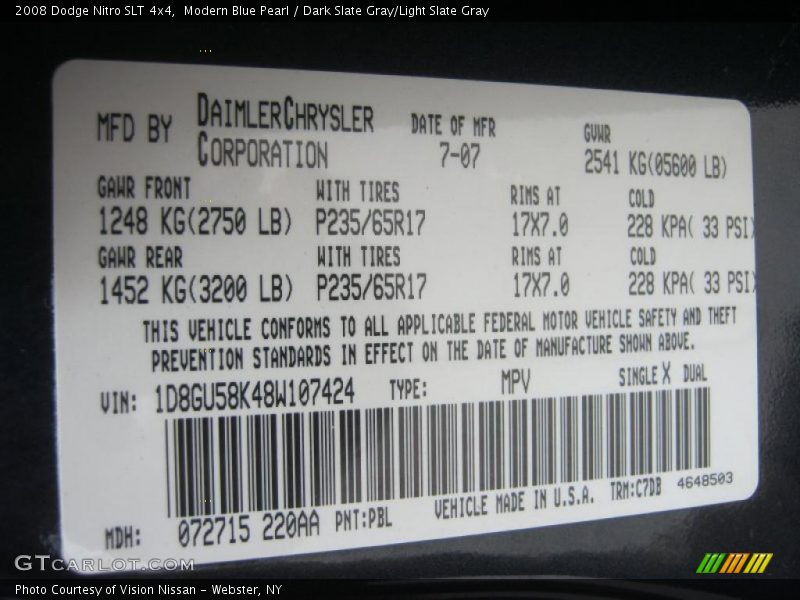 2008 Dodge Nitro SLT 4x4, Modern Blue Pearl / Dark Slate Gray/Light Slate Gray
MFD BY DAIMLERCHRYSLER CORPORATION DATE OF MFR 7-07 GVWR 2541 KG(05600 LB)
GAWR FRONT WITH TIRES RIMS AT COLD
1248 KG(2750 LB) P235/65R17 17X7.0 228 KPA( 33 PSI)
GAWR REAR WITH TIRES RIMS AT COLD
1452 KG(3200 LB) P235/65R17 17X7.0 228 KPA( 33 PSI)
THIS VEHICLE CONFORMS TO ALL APPLICABLE FEDERAL MOTOR VEHICLE SAFETY AND THEFT
PREVENTION STANDARDS IN EFFECT ON THE DATE OF MANUFACTURE SHOWN ABOVE.
VIN: 1D8GU58K48W107424 TYPE: MPV SINGLE X DUAL
MDH: 072715 220AA PNT:PBL VEHICLE MADE IN U.S.A. TRM:C7DB 4648503
GTCARLOT.COM
Photo Courtesy of Vision Nissan - Webster, NY